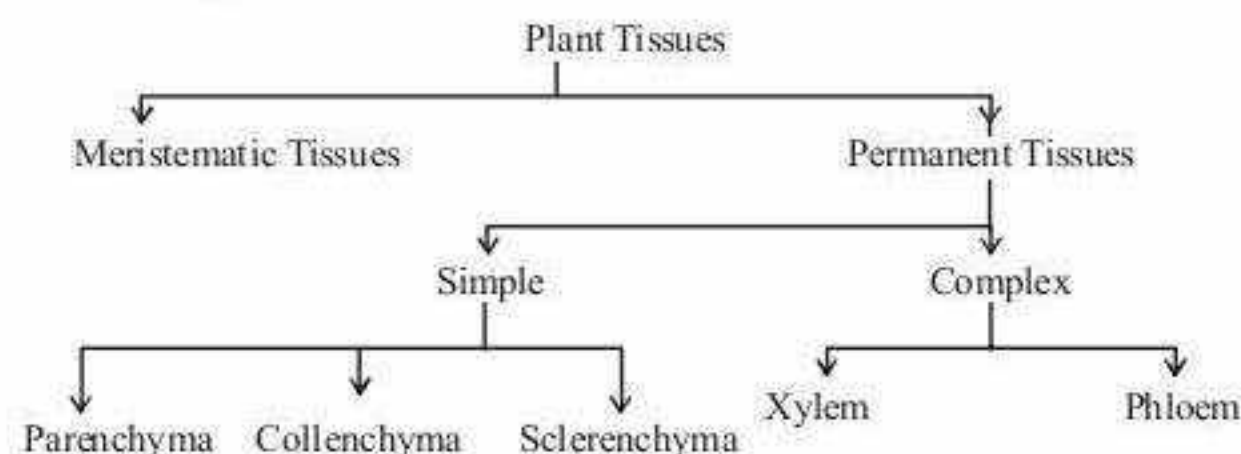 Plant Tissues
Meristematic Tissues Permanent Tissues
Simple Complex
Xylem Phloem
Parenchyma Collenchyma Sclerenchyma